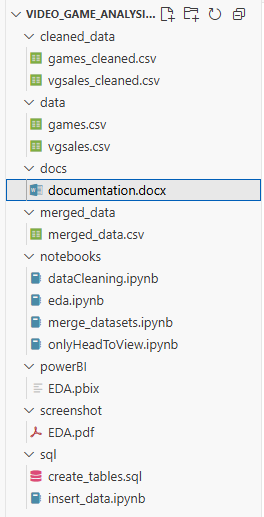 VIDEO_GAME_ANALYSI...
cleaned_data
games_cleaned.csv
vgsales_cleaned.csv
data
games.csv
vgsales.csv
docs
documentation.docx
merged_data
merged_data.csv
notebooks
dataCleaning.ipynb
eda.ipynb
merge_datasets.ipynb
onlyHeadToView.ipynb
powerBI
EDA.pbix
screenshot
EDA.pdf
sql
create_tables.sql
insert_data.ipynb